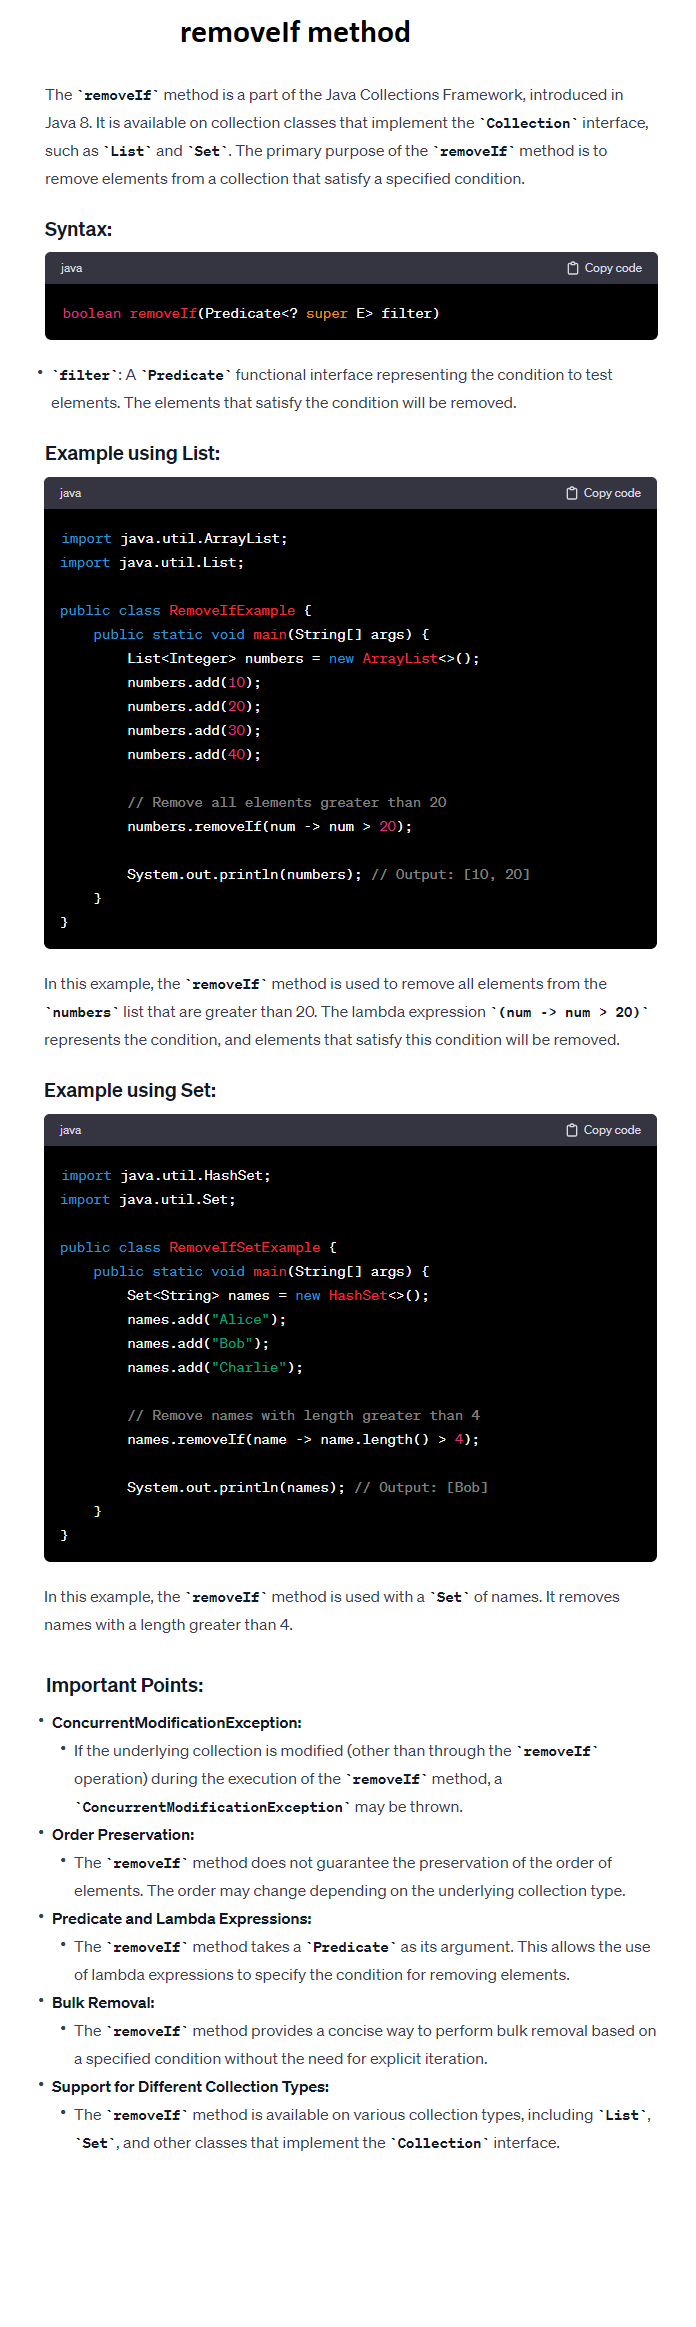 removeIf method
The `removeIf` method is a part of the Java Collections Framework, introduced in
Java 8. It is available on collection classes that implement the `Collection` interface,
such as `List` and `Set`. The primary purpose of the `removeIf` method is to
remove elements from a collection that satisfy a specified condition.
Syntax:
java Copy code
boolean removeIf(Predicate<? super E> filter)
• `filter`: A `Predicate` functional interface representing the condition to test
elements. The elements that satisfy the condition will be removed.
Example using List:
java Copy code
import java.util.ArrayList;
import java.util.List;
public class RemoveIfExample {
    public static void main(String[] args) {
        List<Integer> numbers = new ArrayList<>();
        numbers.add(10);
        numbers.add(20);
        numbers.add(30);
        numbers.add(40);
        // Remove all elements greater than 20
        numbers.removeIf(num -> num > 20);
        System.out.println(numbers); // Output: [10, 20]
    }
}
In this example, the `removeIf` method is used to remove all elements from the
`numbers` list that are greater than 20. The lambda expression `(num -> num > 20)`
represents the condition, and elements that satisfy this condition will be removed.
Example using Set:
java Copy code
import java.util.HashSet;
import java.util.Set;
public class RemoveIfSetExample {
    public static void main(String[] args) {
        Set<String> names = new HashSet<>();
        names.add("Alice");
        names.add("Bob");
        names.add("Charlie");
        // Remove names with length greater than 4
        names.removeIf(name -> name.length() > 4);
        System.out.println(names); // Output: [Bob]
    }
}
In this example, the `removeIf` method is used with a `Set` of names. It removes
names with a length greater than 4.
Important Points:
• ConcurrentModificationException:
• If the underlying collection is modified (other than through the `removeIf`
operation) during the execution of the `removeIf` method, a
`ConcurrentModificationException` may be thrown.
• Order Preservation:
• The `removeIf` method does not guarantee the preservation of the order of
elements. The order may change depending on the underlying collection type.
• Predicate and Lambda Expressions:
• The `removeIf` method takes a `Predicate` as its argument. This allows the use
of lambda expressions to specify the condition for removing elements.
• Bulk Removal:
• The `removeIf` method provides a concise way to perform bulk removal based on
a specified condition without the need for explicit iteration.
• Support for Different Collection Types:
• The `removeIf` method is available on various collection types, including `List`,
`Set`, and other classes that implement the `Collection` interface.